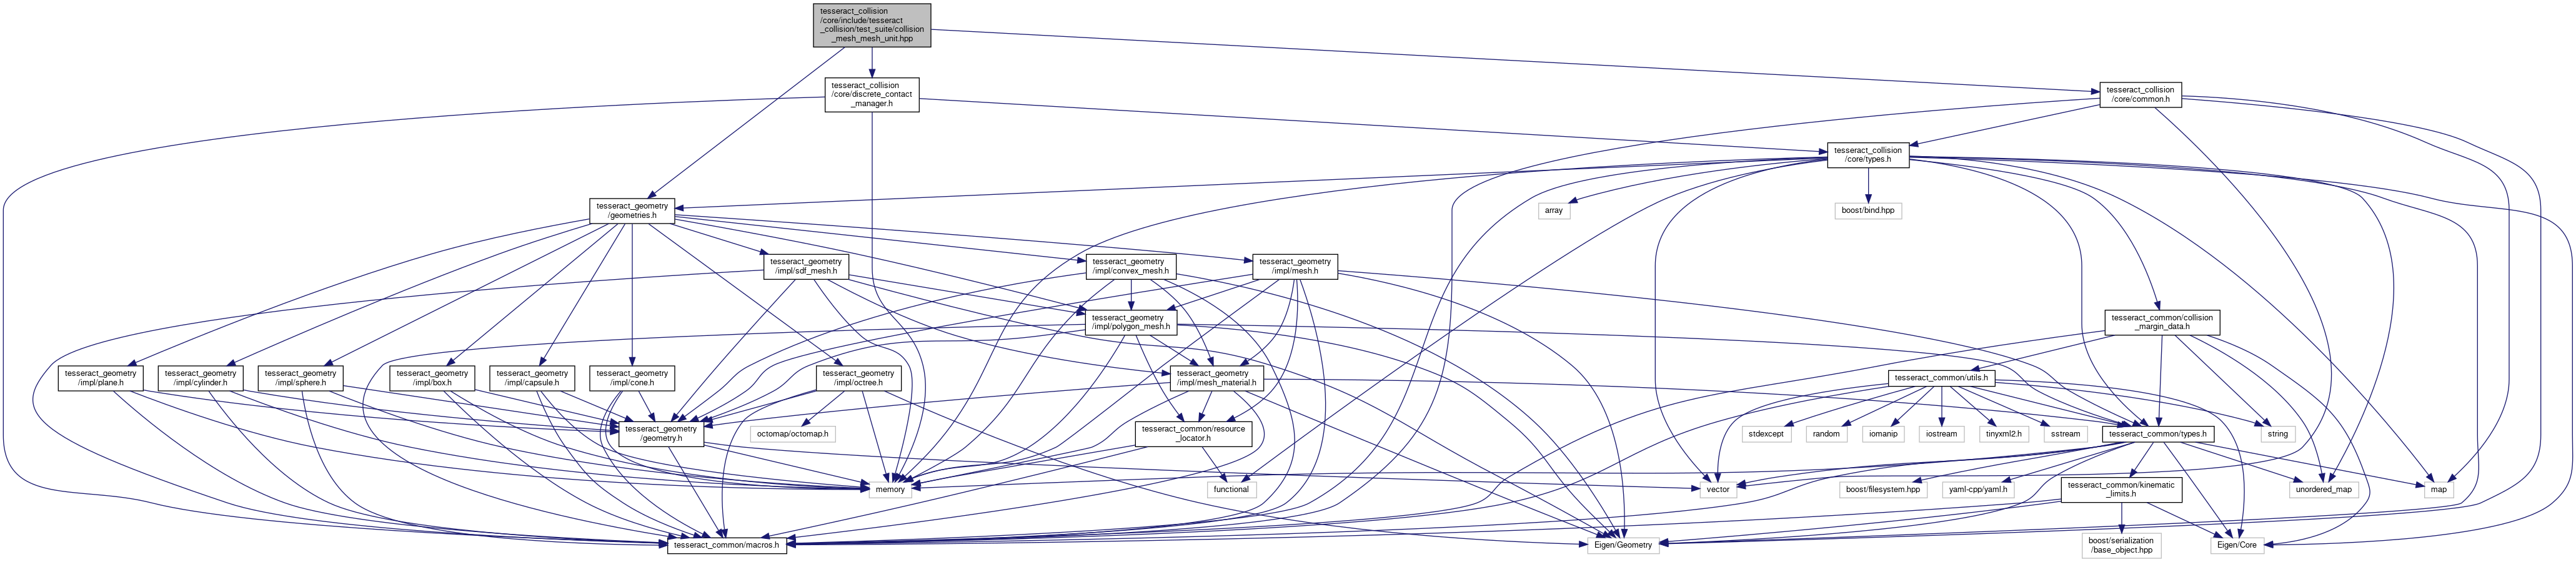 tesseract_collision
/core/include/tesseract
_collision/test_suite/collision
_mesh_mesh_unit.hpp
tesseract_collision
/core/discrete_contact
_manager.h
tesseract_collision
/core/common.h
tesseract_collision
/core/types.h
tesseract_geometry
/geometries.h
array
boost/bind.hpp
tesseract_geometry
/impl/sdf_mesh.h
tesseract_geometry
/impl/convex_mesh.h
tesseract_geometry
/impl/mesh.h
tesseract_geometry
/impl/polygon_mesh.h
tesseract_common/collision
_margin_data.h
tesseract_geometry
/impl/plane.h
tesseract_geometry
/impl/cylinder.h
tesseract_geometry
/impl/sphere.h
tesseract_geometry
/impl/box.h
tesseract_geometry
/impl/capsule.h
tesseract_geometry
/impl/cone.h
tesseract_geometry
/impl/octree.h
tesseract_geometry
/impl/mesh_material.h
tesseract_common/utils.h
tesseract_geometry
/geometry.h
octomap/octomap.h
tesseract_common/resource
_locator.h
stdexcept
random
iomanip
iostream
tinyxml2.h
sstream
tesseract_common/types.h
string
memory
functional
vector
boost/filesystem.hpp
yaml-cpp/yaml.h
tesseract_common/kinematic
_limits.h
unordered_map
map
tesseract_common/macros.h
Eigen/Geometry
boost/serialization
/base_object.hpp
Eigen/Core